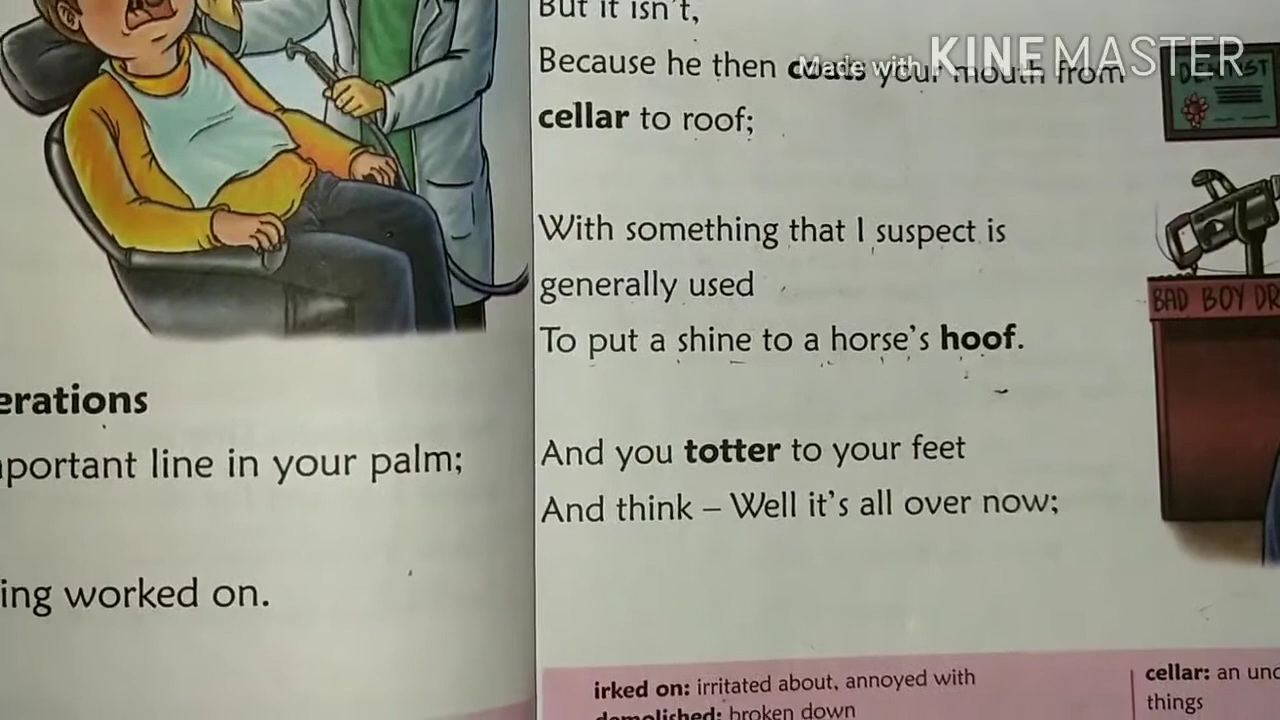 erations
portant line in your palm;
ing worked on.
But it isn't,
Because he then coats your mouth from
cellar to roof;
With something that I suspect is
generally used
To put a shine to a horse's hoof.
And you totter to your feet
And think – Well it's all over now;
irked on: irritated about, annoyed with
demolished: broken down
cellar: an
things
Made with KINEMASTER
DENTIST
BAD BOY